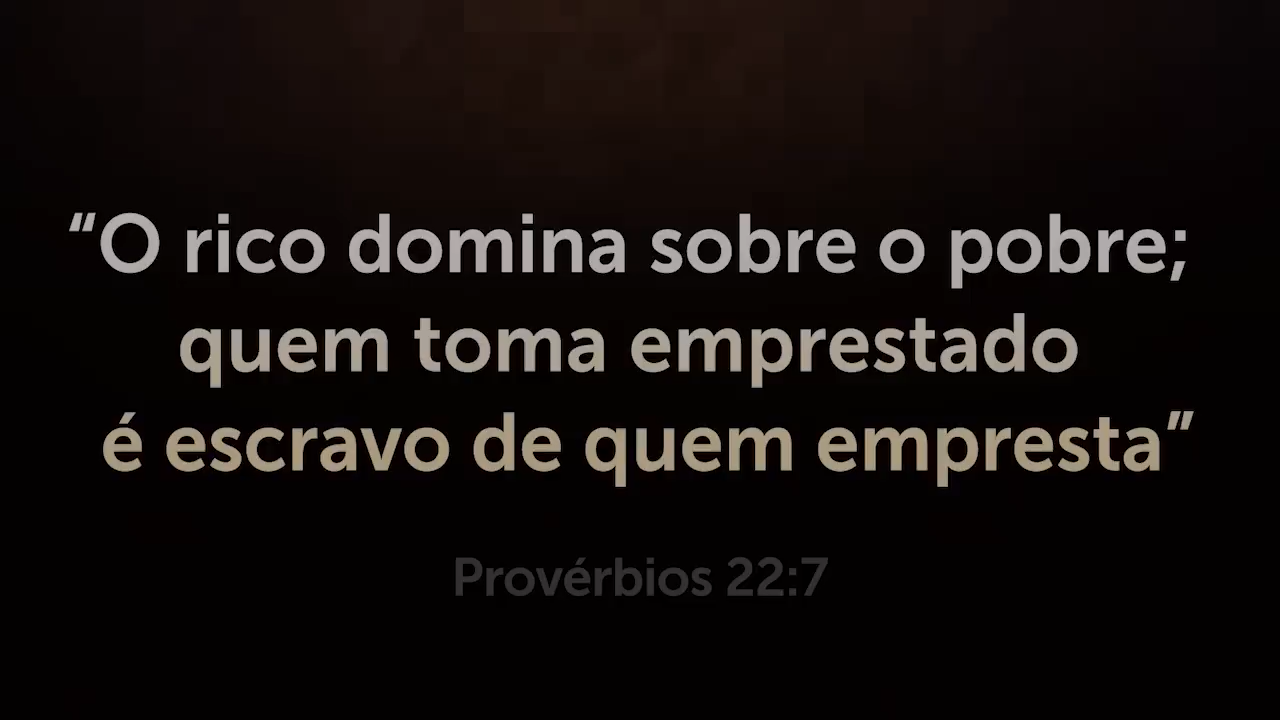 “O rico domina sobre o pobre;
quem toma emprestado
é escravo de quem empresta”
Provérbios 22:7